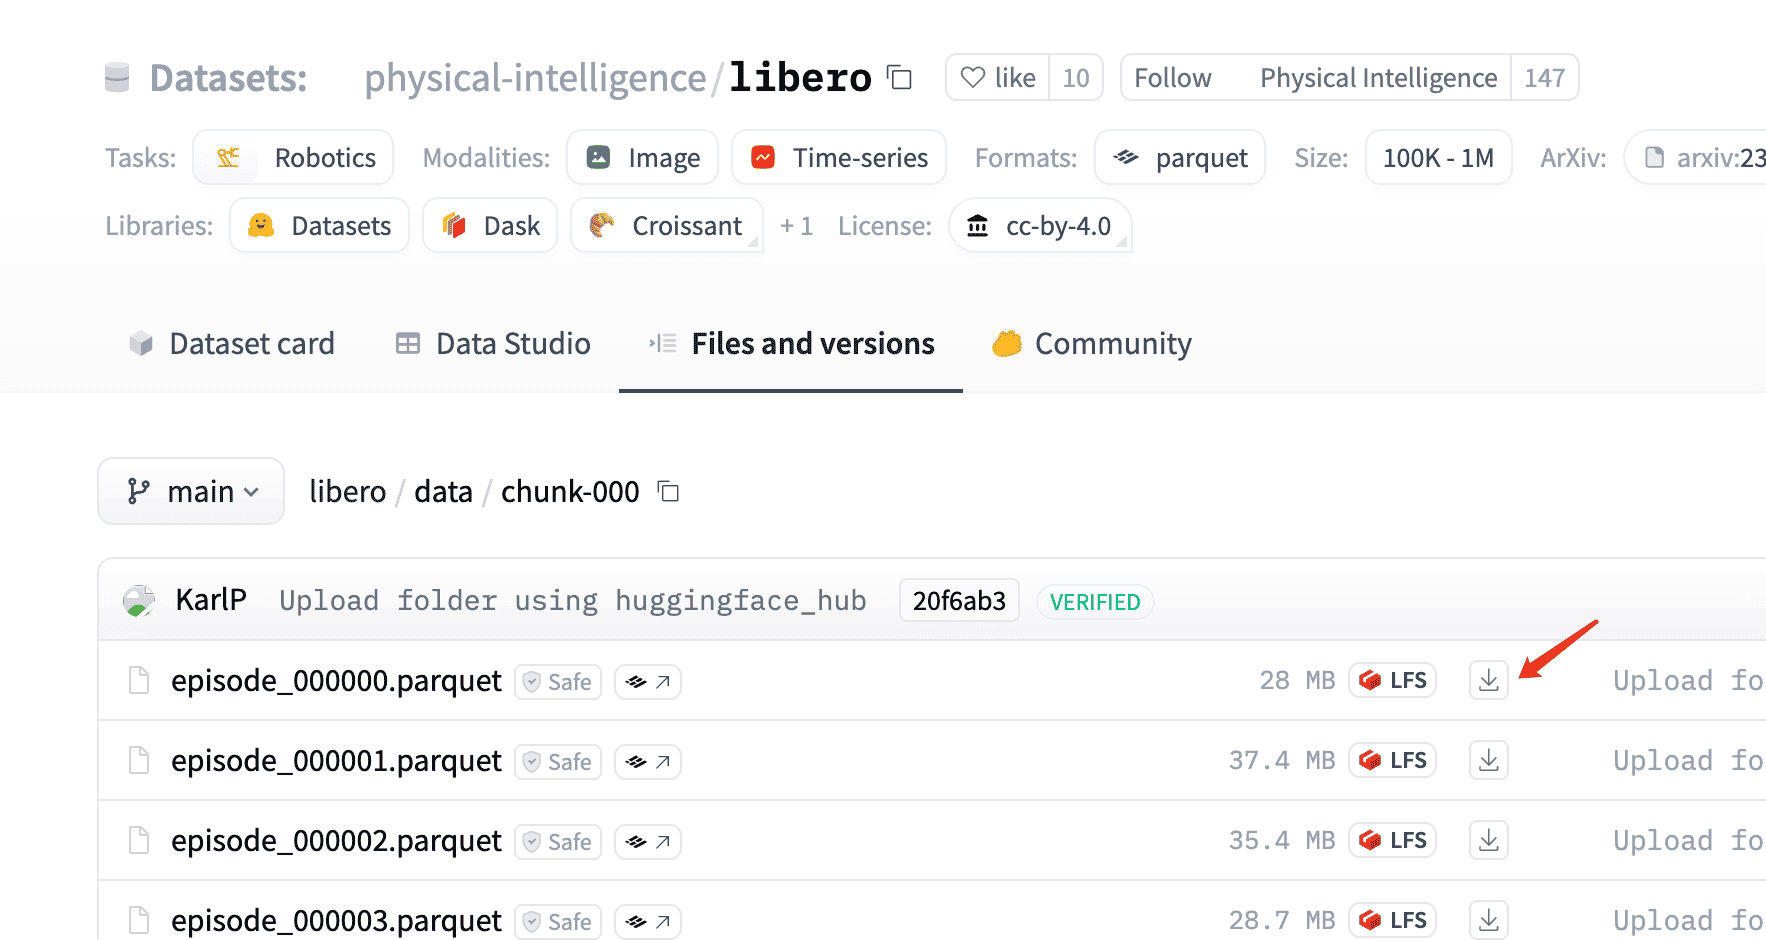 Datasets: physical-intelligence/libero like 10 Follow Physical Intelligence 147
Tasks: Robotics Modalities: Image Time-series Formats: parquet Size: 100K - 1M ArXiv: arxiv:23
Libraries: Datasets Dask Croissant + 1 License: cc-by-4.0
Dataset card Data Studio Files and versions Community
main libero / data / chunk-000
KarlP Upload folder using huggingface_hub 20f6ab3 VERIFIED
episode_000000.parquet Safe 28 MB LFS Upload fo
episode_000001.parquet Safe 37.4 MB LFS Upload fo
episode_000002.parquet Safe 35.4 MB LFS Upload fo
episode_000003.parquet Safe 28.7 MB LFS Upload fo